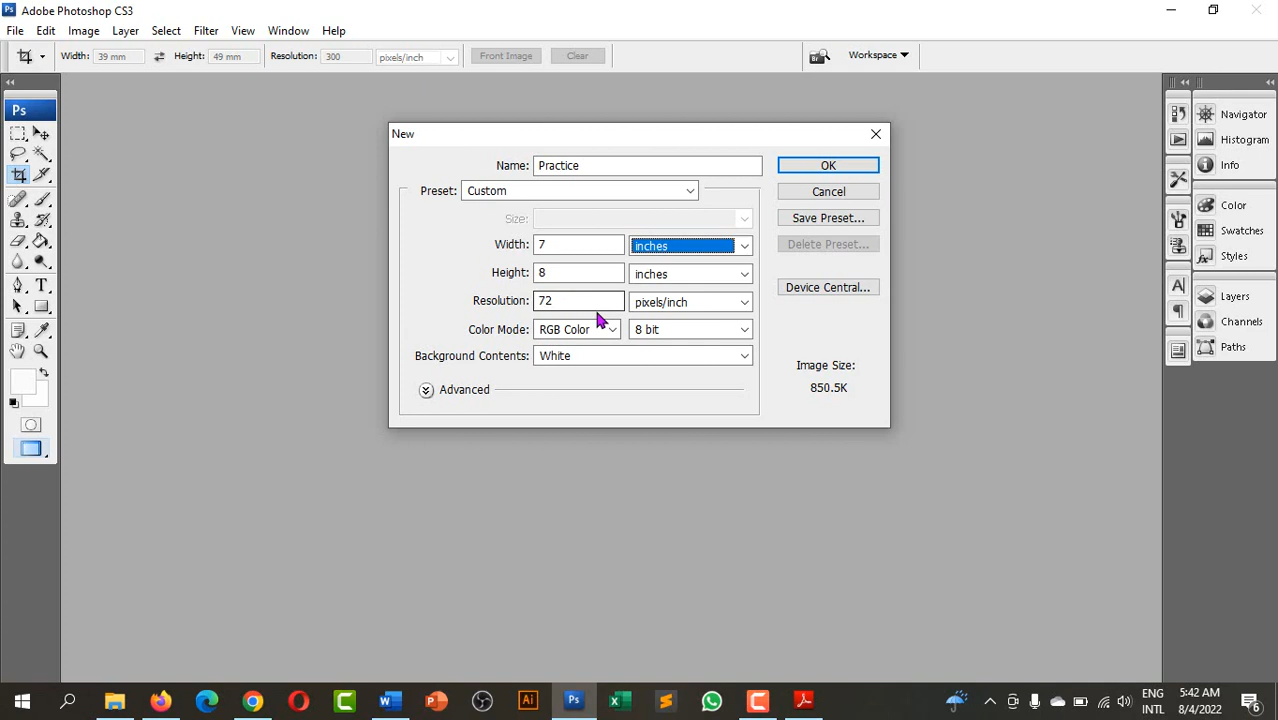 Ps Adobe Photoshop CS3
File Edit Image Layer Select Filter View Window Help
Width: 39 mm Height: 49 mm Resolution: 300 pixels/inch Front Image Clear Br Workspace
Ps
New
Name: Practice OK
Preset: Custom Cancel
Size: Save Preset...
Width: 7 inches Delete Preset...
Height: 8 inches
Device Central...
Resolution: 72 pixels/inch
Color Mode: RGB Color 8 bit
Background Contents: White
Image Size:
850.5K
Advanced
Navigator
Histogram
Info
Color
Swatches
Styles
Layers
Channels
Paths
ENG 5:42 AM
INTL 8/4/2022 6